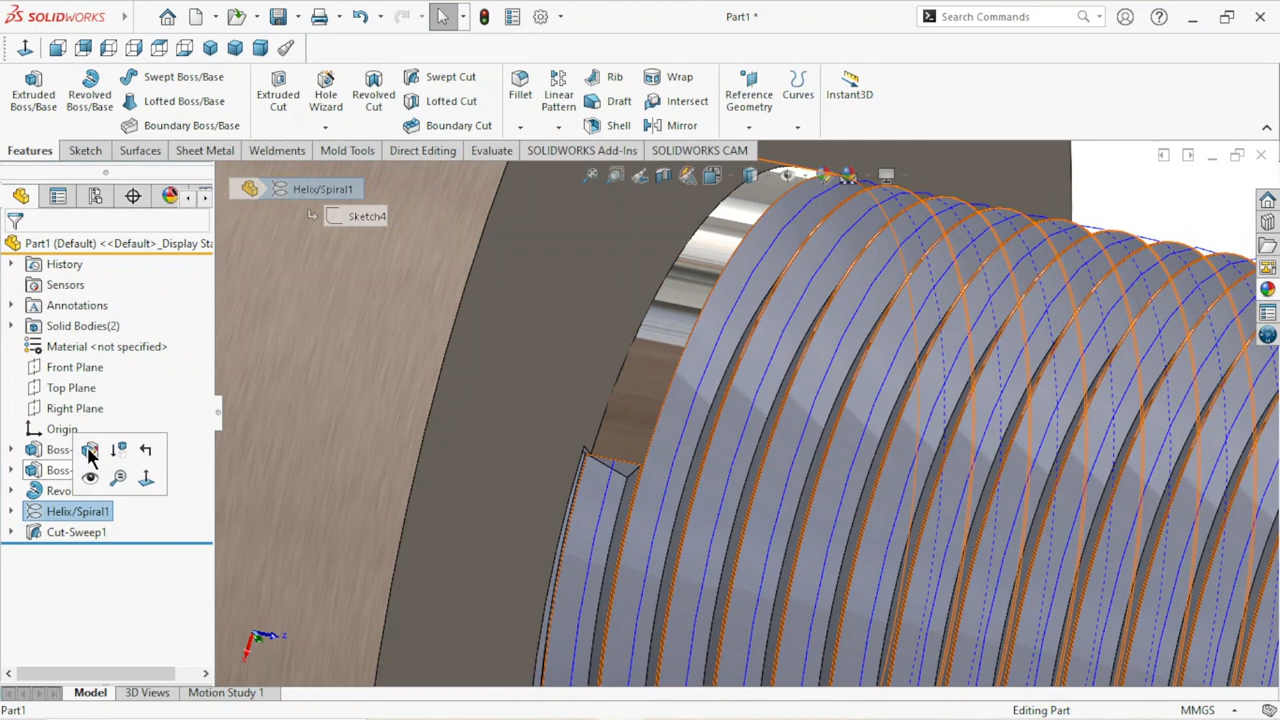 SOLIDWORKS
Part1 *
Search Commands
Extruded Boss/Base
Revolved Boss/Base
Swept Boss/Base
Lofted Boss/Base
Boundary Boss/Base
Extruded Cut
Hole Wizard
Revolved Cut
Swept Cut
Lofted Cut
Boundary Cut
Fillet
Linear Pattern
Rib
Draft
Shell
Wrap
Intersect
Mirror
Reference Geometry
Curves
Instant3D
Features
Sketch
Surfaces
Sheet Metal
Weldments
Mold Tools
Direct Editing
Evaluate
SOLIDWORKS Add-Ins
SOLIDWORKS CAM
Helix/Spiral1
Sketch4
Part1 (Default) <<Default>_Display Sta
History
Sensors
Annotations
Solid Bodies(2)
Material <not specified>
Front Plane
Top Plane
Right Plane
Origin
Boss-
Boss-
Revo
Helix/Spiral1
Cut-Sweep1
z
Model
3D Views
Motion Study 1
Part1
Editing Part
MMGS